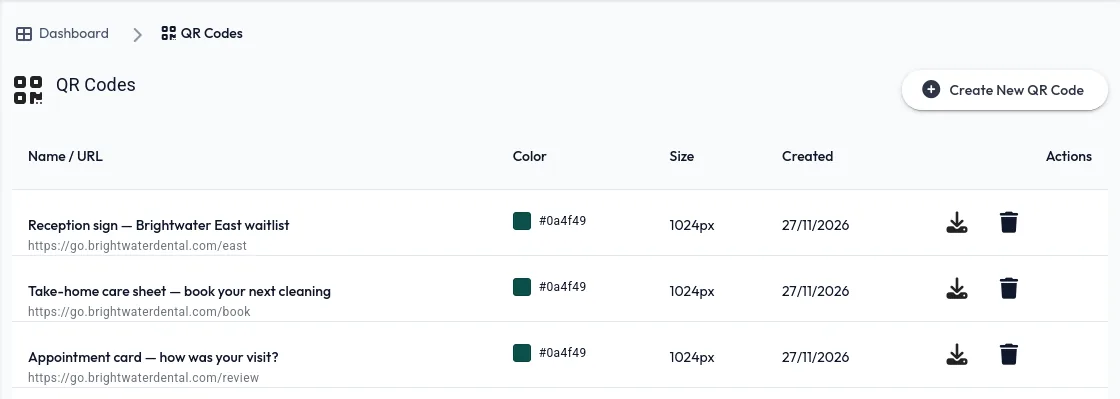 Dashboard
QR Codes
QR Codes
Create New QR Code
Name / URL
Color
Size
Created
Actions
Reception sign — Brightwater East waitlist
https://go.brightwaterdental.com/east
#0a4f49
1024px
27/11/2026
Take-home care sheet — book your next cleaning
https://go.brightwaterdental.com/book
#0a4f49
1024px
27/11/2026
Appointment card — how was your visit?
https://go.brightwaterdental.com/review
#0a4f49
1024px
27/11/2026